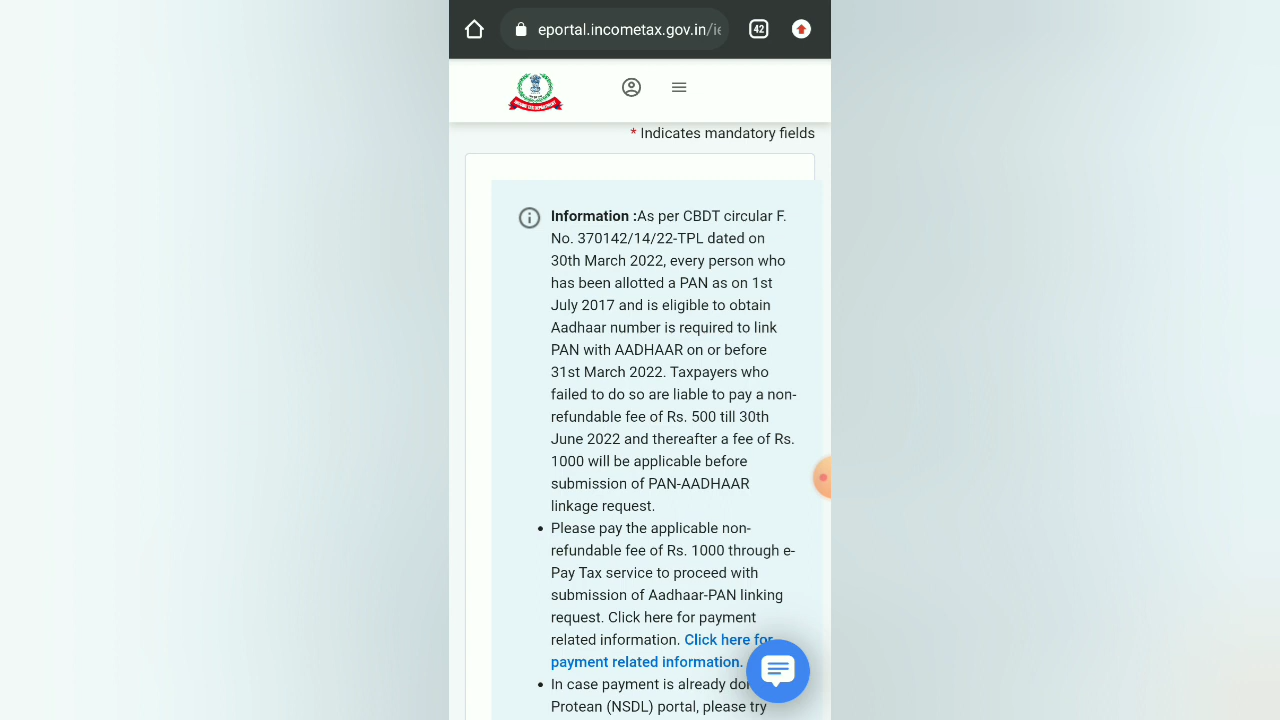 eportal.incometax.gov.in/ie
42
INCOME TAX DEPARTMENT
* Indicates mandatory fields
Information :As per CBDT circular F.
No. 370142/14/22-TPL dated on
30th March 2022, every person who
has been allotted a PAN as on 1st
July 2017 and is eligible to obtain
Aadhaar number is required to link
PAN with AADHAAR on or before
31st March 2022. Taxpayers who
failed to do so are liable to pay a non-
refundable fee of Rs. 500 till 30th
June 2022 and thereafter a fee of Rs.
1000 will be applicable before
submission of PAN-AADHAAR
linkage request.
• Please pay the applicable non-
refundable fee of Rs. 1000 through e-
Pay Tax service to proceed with
submission of Aadhaar-PAN linking
request. Click here for payment
related information. Click here for
payment related information.
• In case payment is already
Protean (NSDL) portal, please try